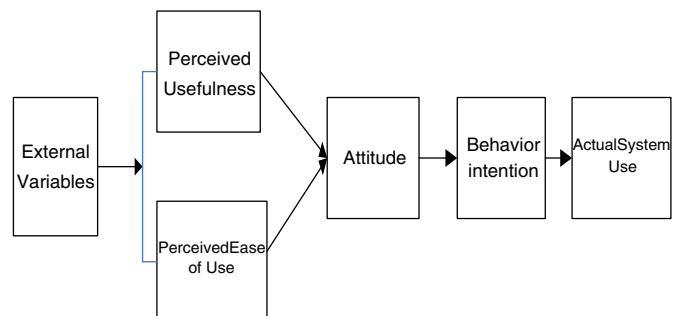 External
Variables
Perceived
Usefulness
PerceivedEase
of Use
Attitude
Behavior
intention
ActualSystem
Use